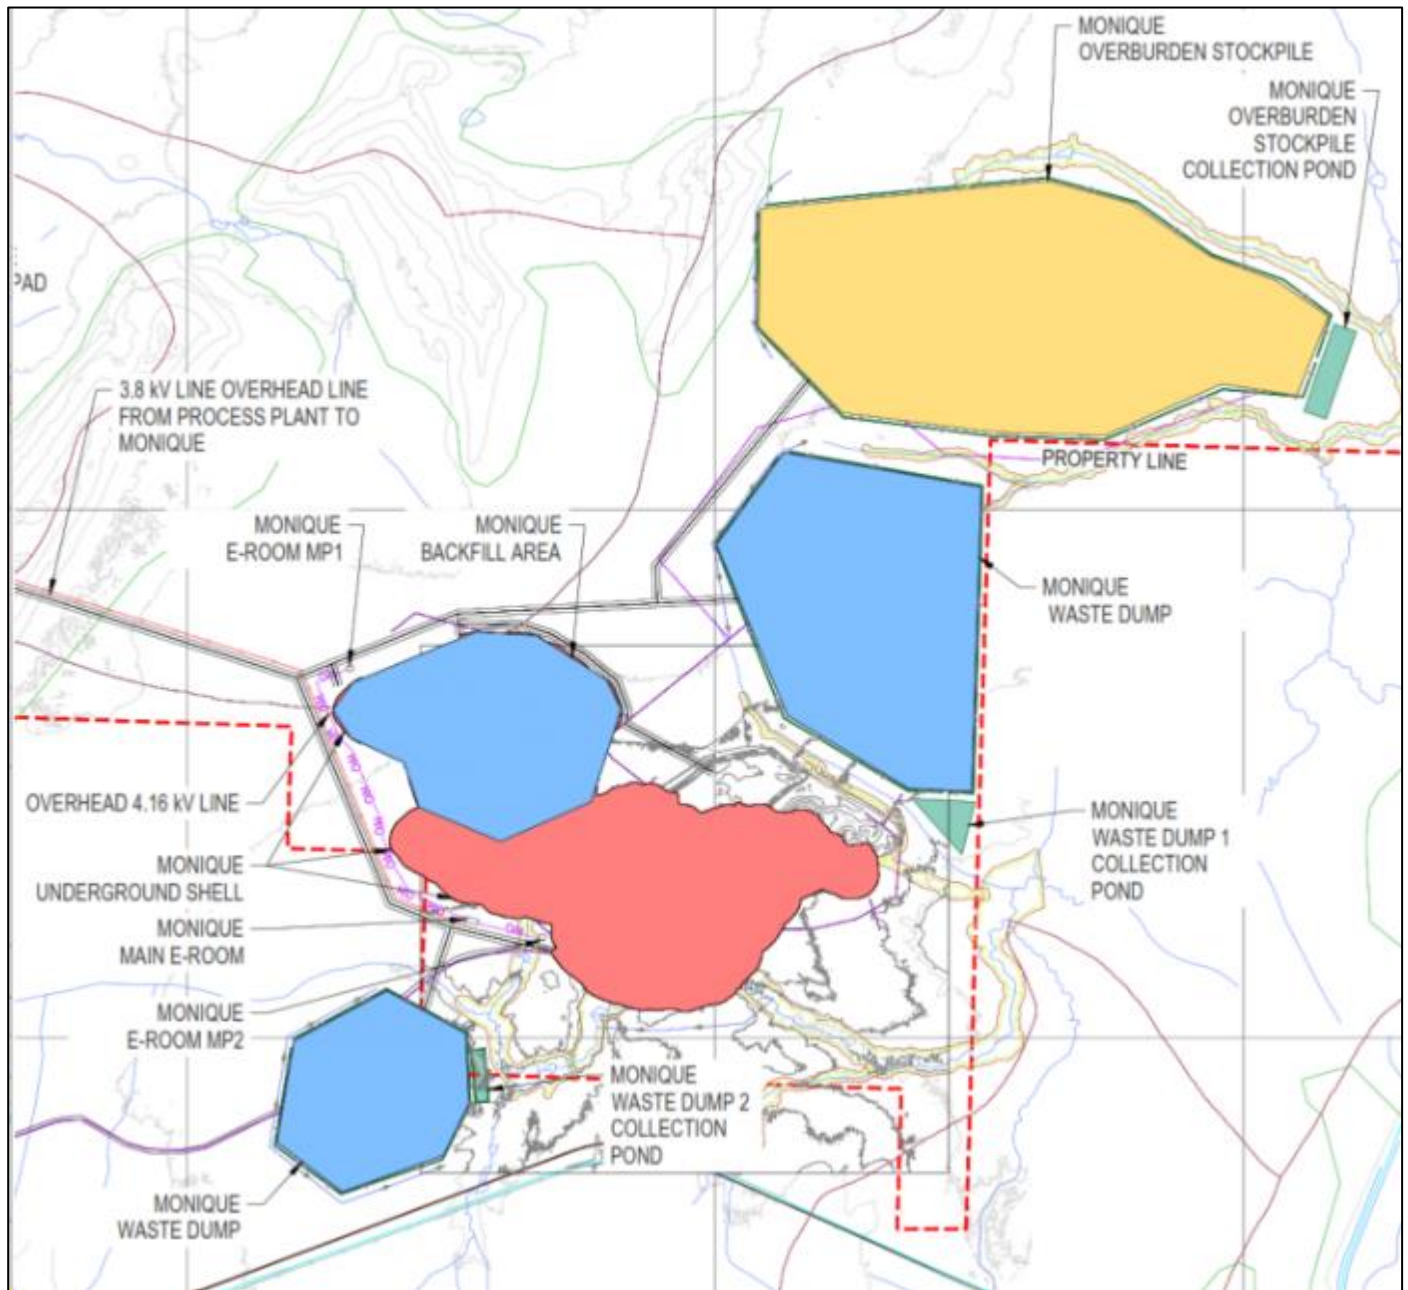 MONIQUE
OVERBURDEN STOCKPILE
MONIQUE
OVERBURDEN
STOCKPILE
COLLECTION POND
PAD
3.8 kV LINE OVERHEAD LINE
FROM PROCESS PLANT TO
MONIQUE
PROPERTY LINE
MONIQUE
E-ROOM MP1
MONIQUE
BACKFILL AREA
MONIQUE
WASTE DUMP
OVERHEAD 4.16 kV LINE
MONIQUE
WASTE DUMP 1
COLLECTION
POND
MONIQUE
UNDERGROUND SHELL
MONIQUE
MAIN E-ROOM
MONIQUE
E-ROOM MP2
MONIQUE
WASTE DUMP 2
COLLECTION
POND
MONIQUE
WASTE DUMP